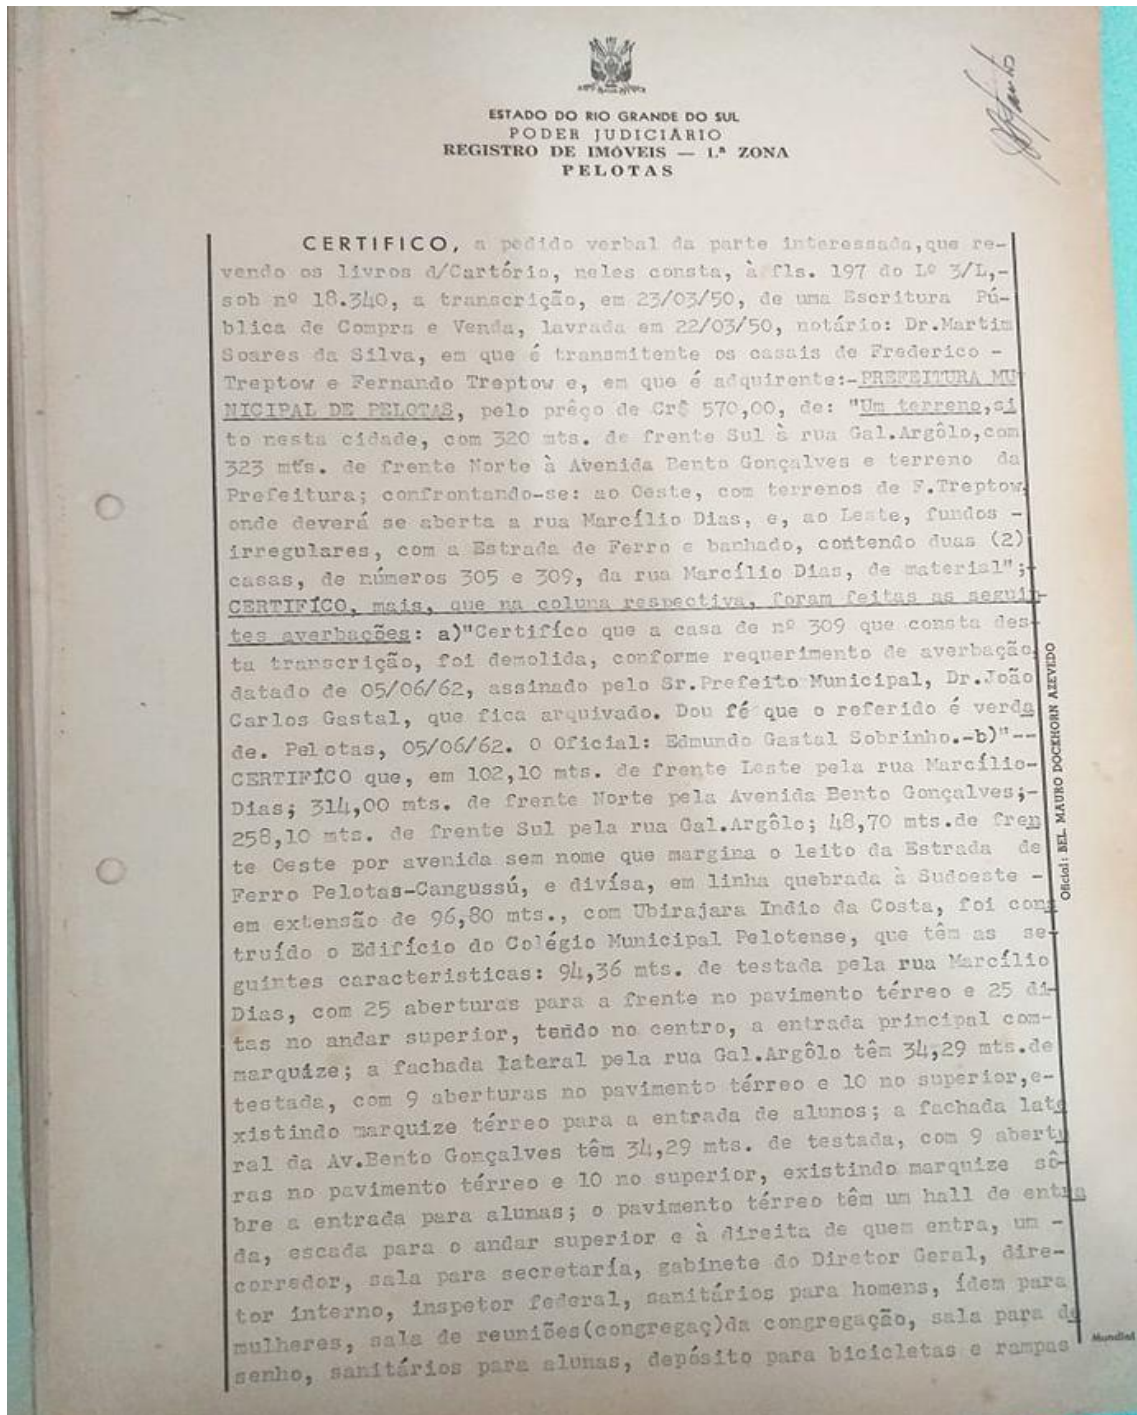 ESTADO DO RIO GRANDE DO SUL
PODER JUDICIÁRIO
REGISTRO DE IMÓVEIS — 1.ª ZONA
PELOTAS
CERTIFICO, a pedido verbal da parte interessada,que re-
vendo os livros d/Cartório, neles consta, à fls. 197 do Lº 3/L,-
sob nº 18.340, a transcrição, em 23/03/50, de uma Escritura Pú-
blica de Compra e Venda, lavrada em 22/03/50, notário: Dr.Martim
Soares da Silva, em que é transmitente os casais de Frederico -
Treptow e Fernando Treptow e, em que é adquirente:-PREFEITURA MU
NICIPAL DE PELOTAS, pelo prêço de Cr$ 570,00, de: "Um terreno,si
to nesta cidade, com 320 mts. de frente Sul à rua Gal.Argôlo,com
323 mts. de frente Norte à Avenida Bento Gonçalves e terreno da
Prefeitura; confrontando-se: ao Oeste, com terrenos de F.Treptow,
onde deverá se aberta a rua Marcílio Dias, e, ao Leste, fundos -
irregulares, com a Estrada de Ferro e banhado, contendo duas (2)
casas, de números 305 e 309, da rua Marcílio Dias, de material";-
CERTIFÍCO, mais, que na coluna respectiva, foram feitas as seguin-
tes averbações: a)"Certifíco que a casa de nº 309 que consta des-
ta transcrição, foi demolida, conforme requerimento de averbação,
datado de 05/06/62, assinado pelo Sr.Prefeito Municipal, Dr.João
Carlos Gastal, que fica arquivado. Dou fé que o referido é verda
de. Pelotas, 05/06/62. O Oficial: Edmundo Gastal Sobrinho.-b)"--
CERTIFÍCO que, em 102,10 mts. de frente Leste pela rua Marcílio-
Dias; 314,00 mts. de frente Norte pela Avenida Bento Gonçalves;-
258,10 mts. de frente Sul pela rua Gal.Argôlo; 48,70 mts.de fren
te Oeste por avenida sem nome que margina o leito da Estrada de
Ferro Pelotas-Cangussú, e divísa, em linha quebrada à Sudoeste -
em extensão de 96,80 mts., com Ubirajara Indio da Costa, foi cons
truído o Edifício do Colégio Municipal Pelotense, que têm as se-
guintes caracteristicas: 94,36 mts. de testada pela rua Marcílio
Dias, com 25 aberturas para a frente no pavimento térreo e 25 di-
tas no andar superior, tendo no centro, a entrada principal com-
marquize; a fachada lateral pela rua Gal.Argôlo têm 34,29 mts.de
testada, com 9 aberturas no pavimento térreo e 10 no superior,e-
xistindo marquize térreo para a entrada de alunos; a fachada late
ral da Av.Bento Gonçalves têm 34,29 mts. de testada, com 9 abertu
ras no pavimento térreo e 10 no superior, existindo marquize sô-
bre a entrada para alunas; o pavimento térreo têm um hall de entra
da, escada para o andar superior e à direita de quem entra, um -
corredor, sala para secretaría, gabinete do Diretor Geral, dire-
tor interno, inspetor federal, sanitários para homens, ídem para
mulheres, sala de reuniões(congregaç)da congregação, sala para de
senho, sanitários para alunas, depósito para bicicletas e rampas
Oficial: BEL. MAURO DOCKHORN AZEVEDO
Mundial